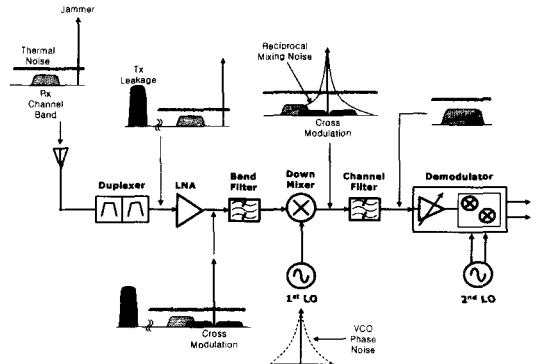 Jammer
Thermal
Noise
Rx
Channel
Band
Tx
Leakage
Reciprocal
Mixing Noise
Cross
Modulation
Duplexer
LNA
Band
Filter
Down
Mixer
Channel
Filter
Demodulator
1st LO
2nd LO
Cross
Modulation
VCO
Phase
Noise